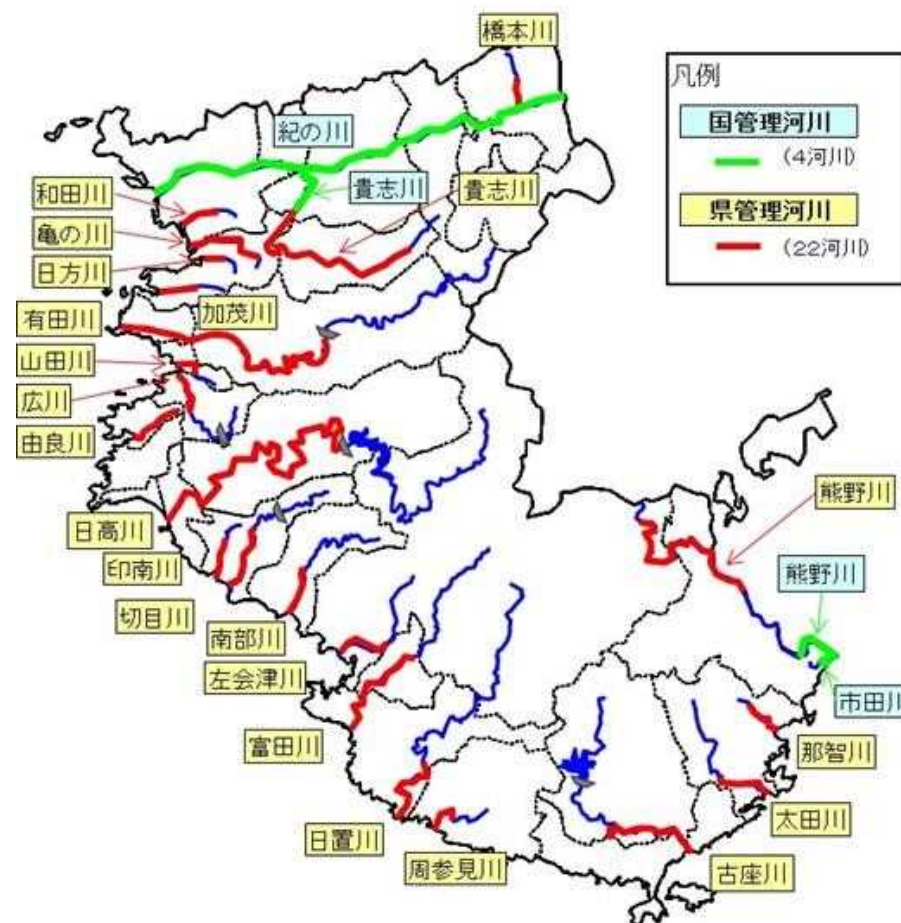 橋本川
凡例
国管理河川
(4河川)
県管理河川
(22河川)
紀の川
貴志川
貴志川
和田川
亀の川
日方川
加茂川
有田川
山田川
広川
由良川
日高川
印南川
切目川
南部川
左会津川
富田川
日置川
周参見川
熊野川
熊野川
市田川
那智川
太田川
古座川